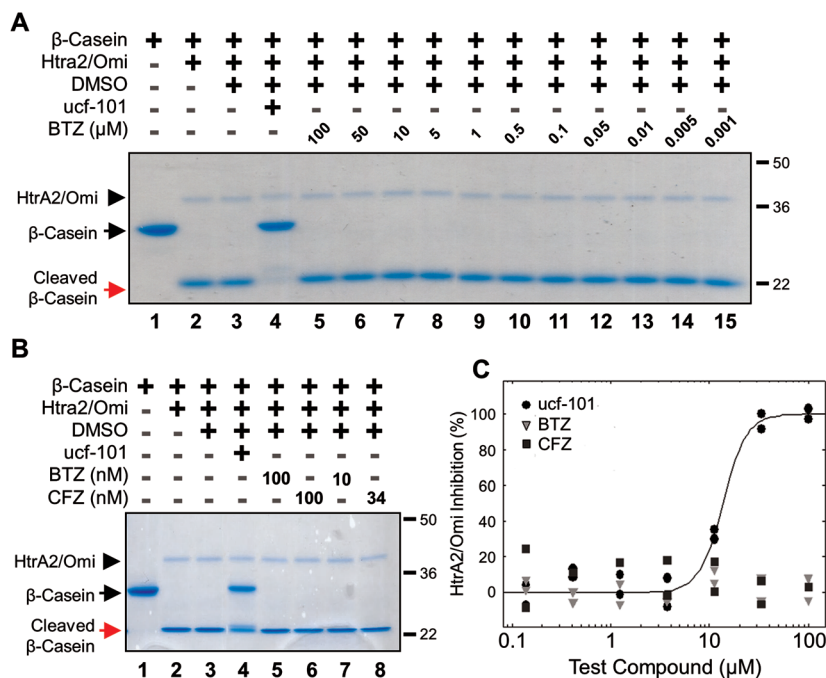 A
β-Casein + + + + + + + + + + + + + + +
Htra2/Omi - + + + + + + + + + + + + + +
DMSO - - + + + + + + + + + + + + +
ucf-101 - - - + - - - - - - - - - - -
BTZ (μM) - - - - 100 50 10 5 1 0.5 0.1 0.05 0.01 0.005 0.001
50
HtrA2/Omi
36
β-Casein
Cleaved
β-Casein
22
1 2 3 4 5 6 7 8 9 10 11 12 13 14 15
B
β-Casein + + + + + + + +
Htra2/Omi - + + + + + + +
DMSO - - + + + + + +
ucf-101 - - - + - - - -
BTZ (nM) - - - - 100 - 10 -
CFZ (nM) - - - - - 100 - 34
50
HtrA2/Omi
36
β-Casein
Cleaved
β-Casein
22
1 2 3 4 5 6 7 8
C
ucf-101
BTZ
CFZ
HtrA2/Omi Inhibition (%)
100
80
60
40
20
0
0.1 1 10 100
Test Compound (μM)